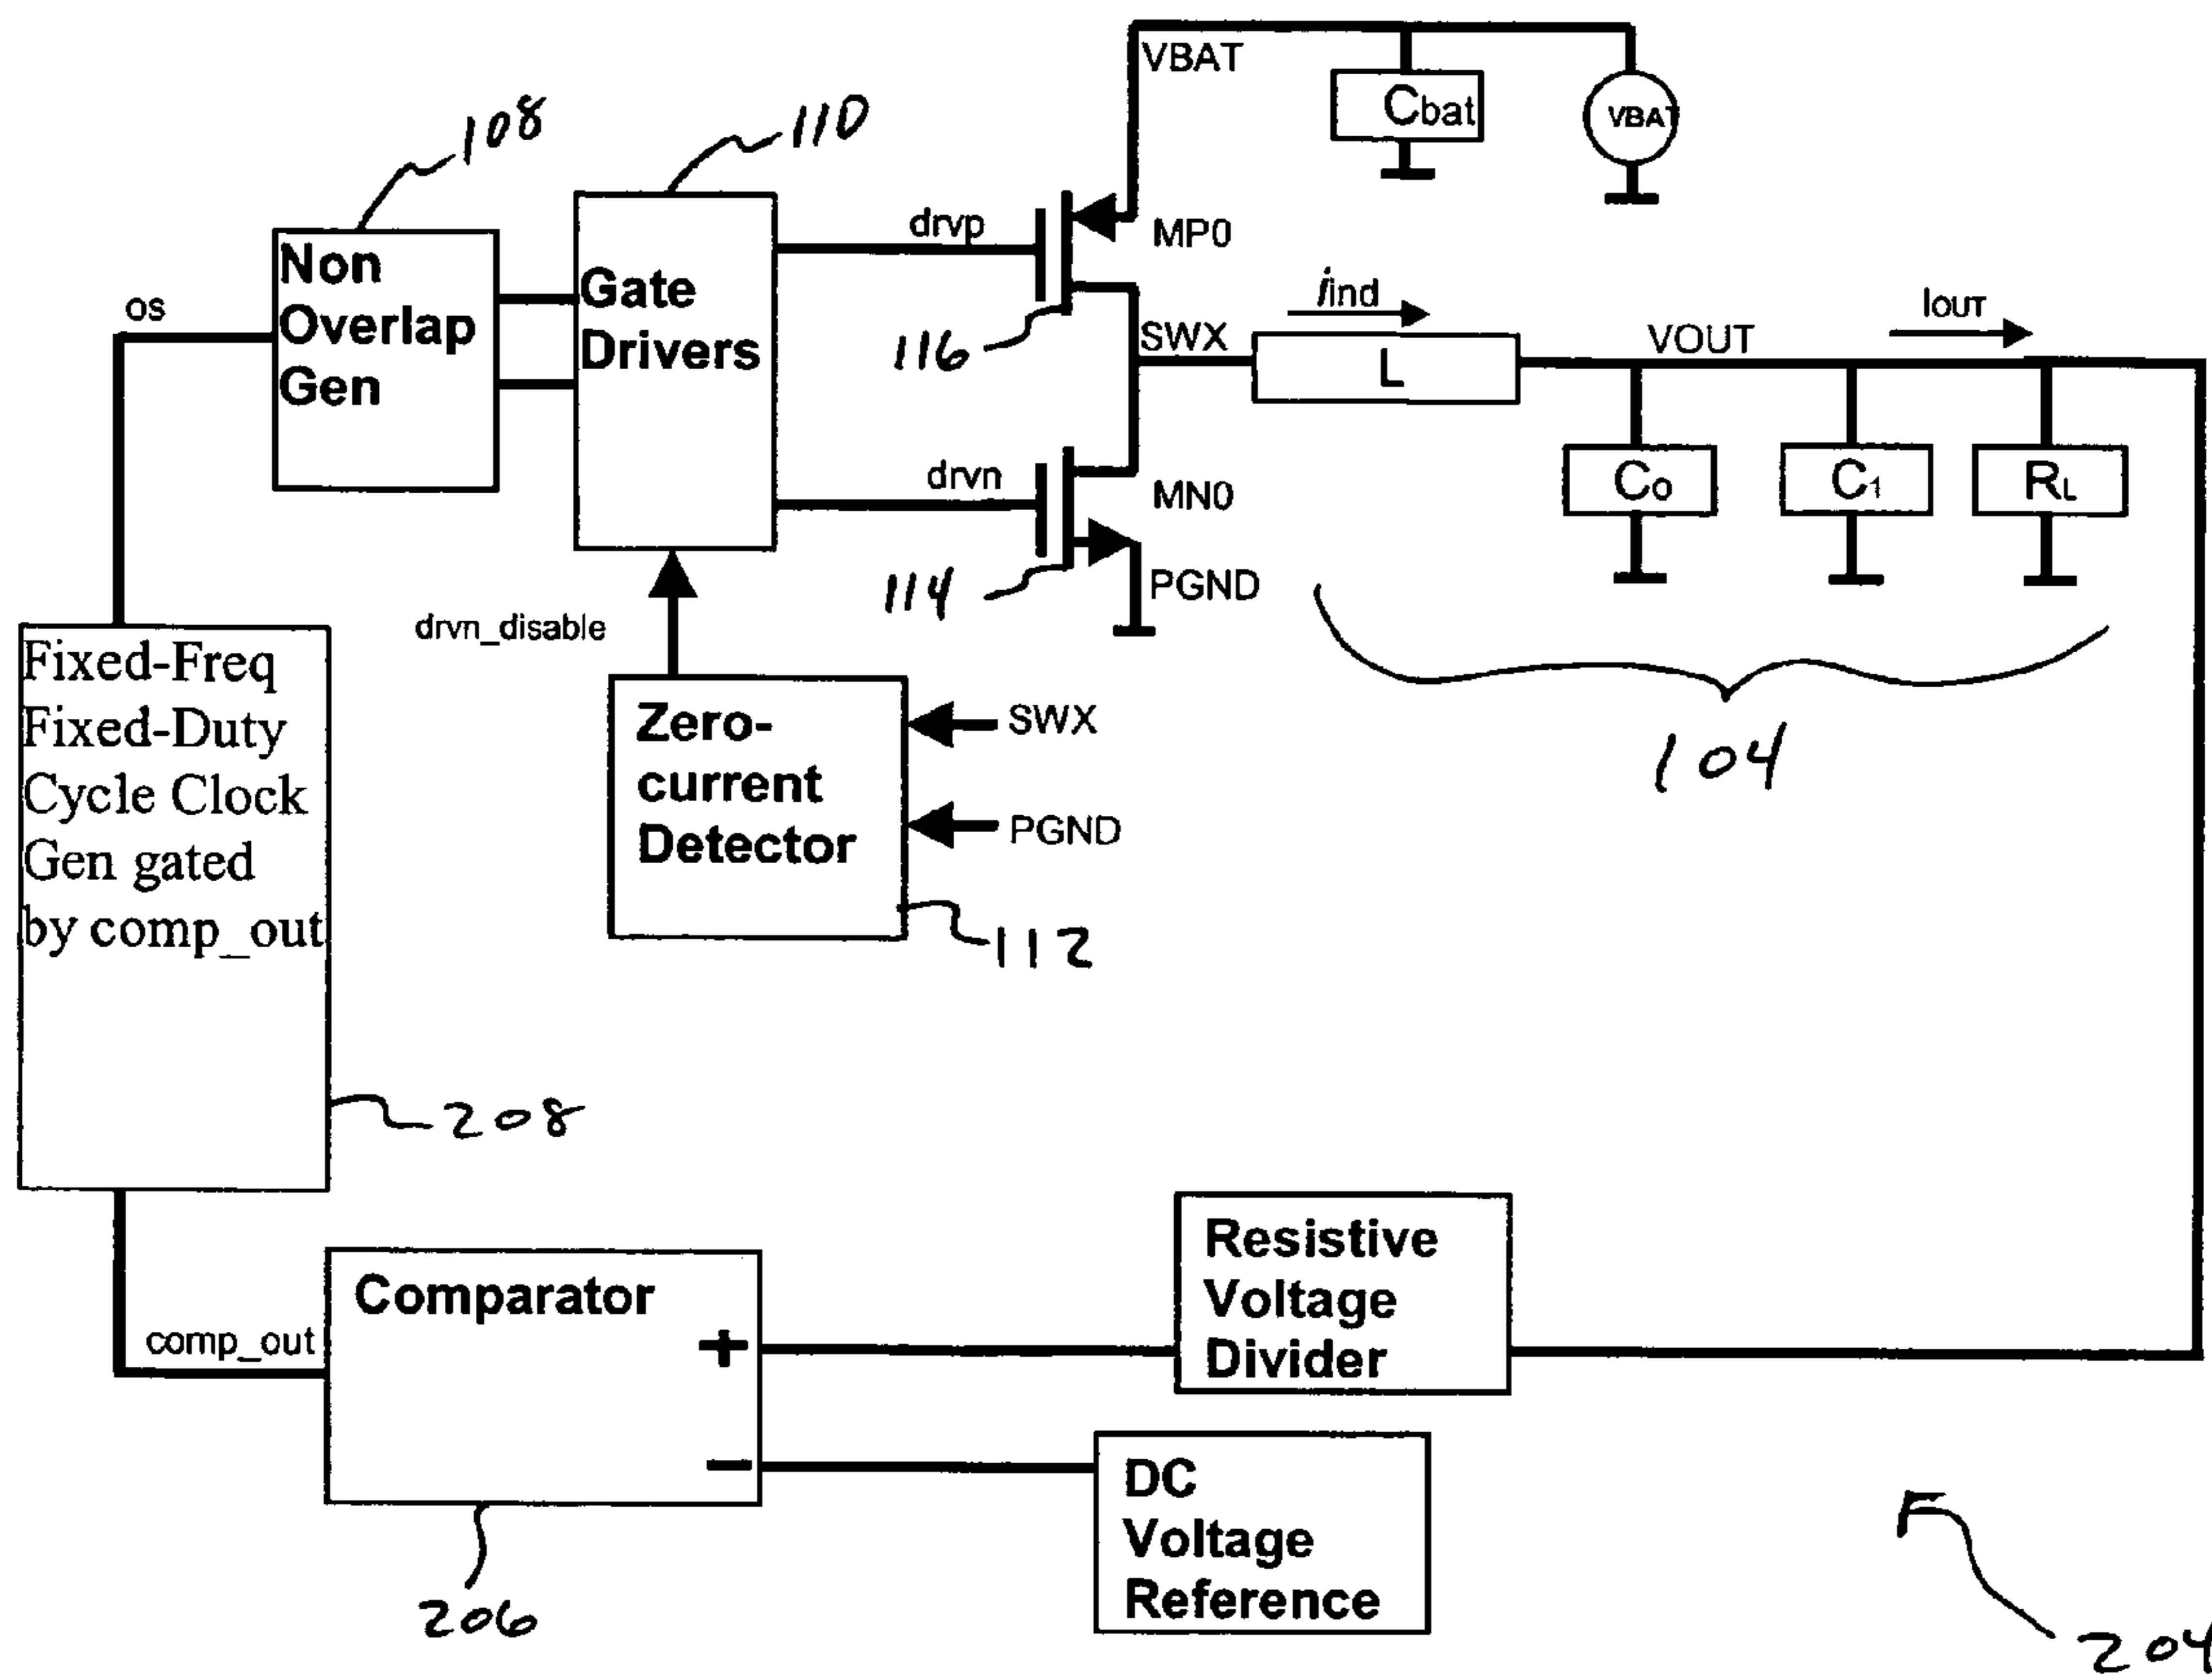 VBAT
Cbat
VBAT
108
110
Non
Overlap
Gen
Gate
Drivers
os
drvp
MP0
116
SWX
iind
L
VOUT
IOUT
drvn
MN0
114
PGND
Co
C1
RL
104
drvn_disable
Zero-
current
Detector
SWX
PGND
112
Fixed-Freq
Fixed-Duty
Cycle Clock
Gen gated
by comp_out
208
comp_out
Comparator
+
−
206
Resistive
Voltage
Divider
DC
Voltage
Reference
204